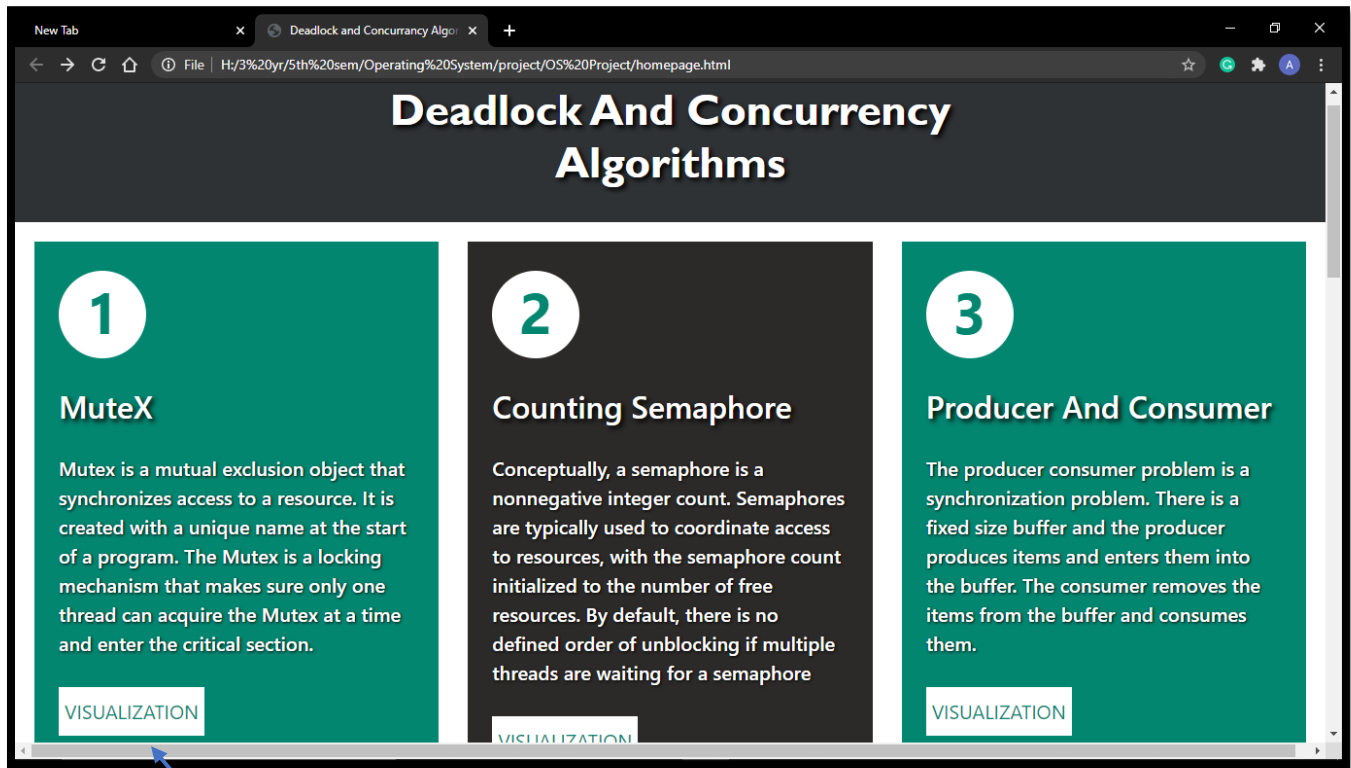 New Tab
Deadlock and Concurrancy Algor
File | H:/3%20yr/5th%20sem/Operating%20System/project/OS%20Project/homepage.html
A
Deadlock And Concurrency
Algorithms
1
MuteX
Mutex is a mutual exclusion object that
synchronizes access to a resource. It is
created with a unique name at the start
of a program. The Mutex is a locking
mechanism that makes sure only one
thread can acquire the Mutex at a time
and enter the critical section.
VISUALIZATION
2
Counting Semaphore
Conceptually, a semaphore is a
nonnegative integer count. Semaphores
are typically used to coordinate access
to resources, with the semaphore count
initialized to the number of free
resources. By default, there is no
defined order of unblocking if multiple
threads are waiting for a semaphore
VISUALIZATION
3
Producer And Consumer
The producer consumer problem is a
synchronization problem. There is a
fixed size buffer and the producer
produces items and enters them into
the buffer. The consumer removes the
items from the buffer and consumes
them.
VISUALIZATION